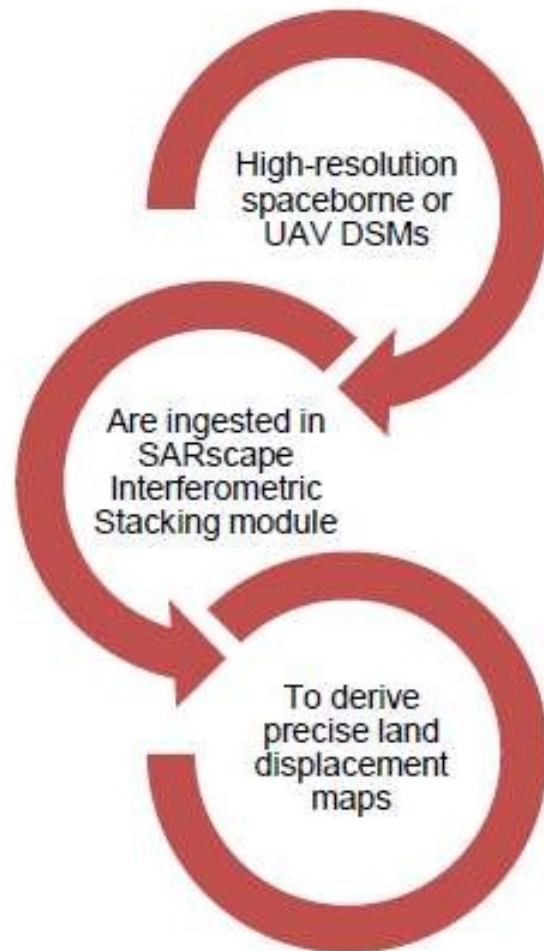 High-resolution
spaceborne or
UAV DSMs
Are ingested in
SARscape
Interferometric
Stacking module
To derive
precise land
displacement
maps